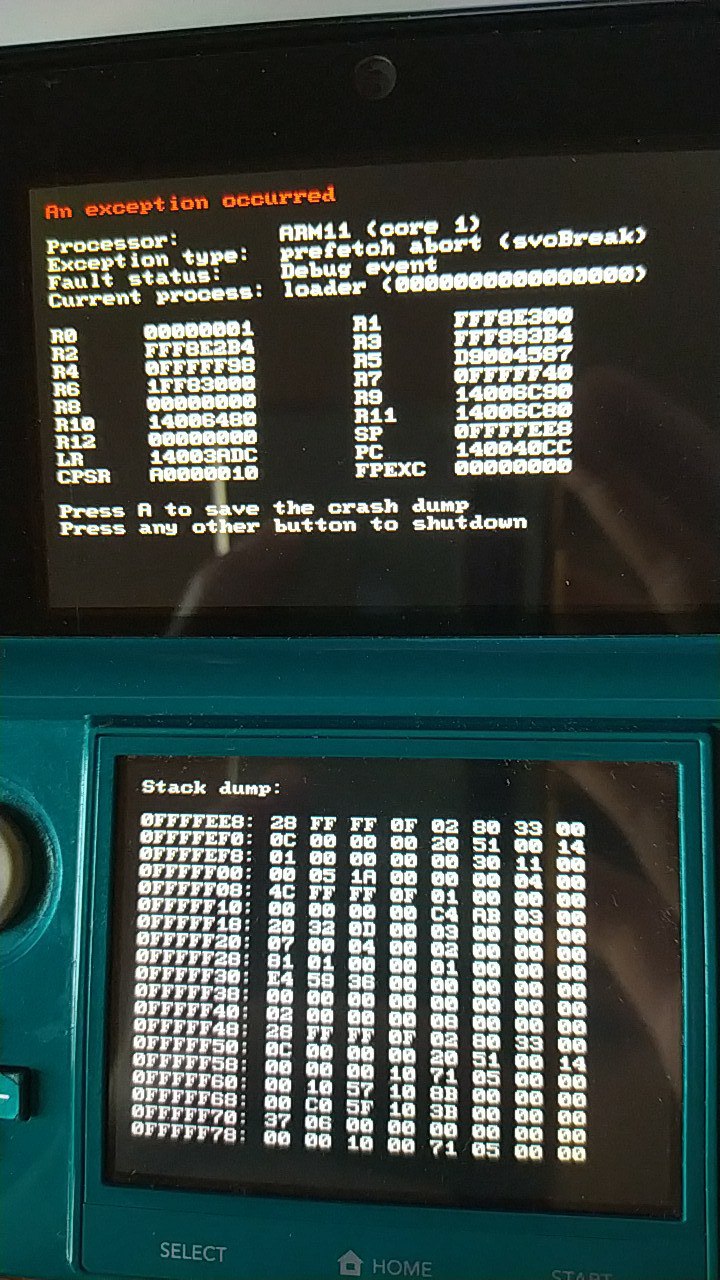 An exception occurred
Processor: ARM11 (core 1)
Exception type: prefetch abort (svcBreak)
Fault status: Debug event
Current process: loader (0000000000000000)
R0 00000001 R1 FFF8E300
R2 FFF8E2B4 R3 FFF993B4
R4 0FFFFF98 R5 D9004587
R6 1FF83000 R7 0FFFFF40
R8 00000000 R9 14006C90
R10 14006480 R11 14006C80
R12 00000000 SP 0FFFFEE8
LR 14003ADC PC 140040CC
CPSR A0000010 FPEXC 00000000
Press A to save the crash dump
Press any other button to shutdown
Stack dump:
0FFFFEE8: 28 FF FF 0F 02 80 33 00
0FFFFEF0: 0C 00 00 00 20 51 00 14
0FFFFEF8: 01 00 00 00 00 30 11 00
0FFFFF00: 00 05 1A 00 00 00 04 00
0FFFFF08: 4C FF FF 0F 01 00 00 00
0FFFFF10: 00 00 00 00 C4 AB 03 00
0FFFFF18: 20 32 0D 00 03 00 00 00
0FFFFF20: 07 00 04 00 02 00 00 00
0FFFFF28: 81 01 00 00 01 00 00 00
0FFFFF30: E4 58 36 00 00 00 00 00
0FFFFF38: 00 00 00 00 00 00 00 00
0FFFFF40: 02 00 00 00 08 00 00 00
0FFFFF48: 28 FF FF 0F 02 80 33 00
0FFFFF50: 0C 00 00 00 20 51 00 14
0FFFFF58: 00 00 00 10 71 05 00 00
0FFFFF60: 00 10 57 10 8B 00 00 00
0FFFFF68: 00 C0 5F 10 3B 00 00 00
0FFFFF70: 37 06 00 00 00 00 00 00
0FFFFF78: 00 00 10 00 71 05 00 00
SELECT HOME START